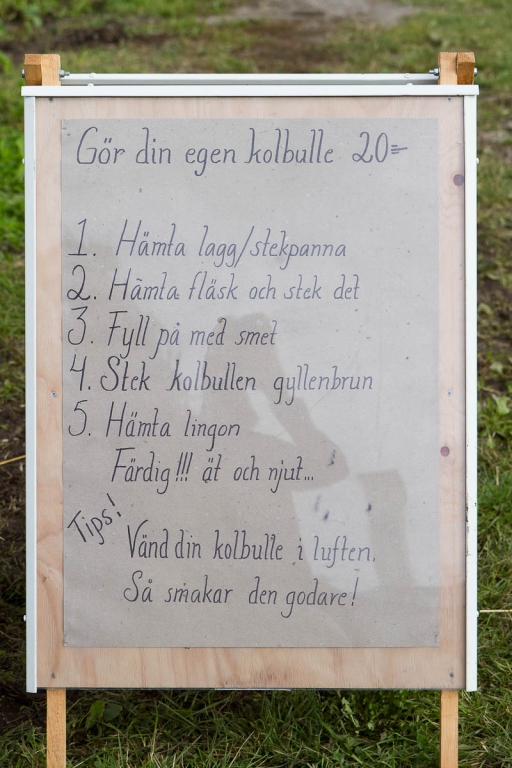 Gör din egen kolbulle 20=
1. Hämta lagg/stekpanna
2. Hämta fläsk och stek det
3. Fyll på med smet
4. Stek kolbullen gyllenbrun
5. Hämta lingon
Färdig!!! ät och njut...
Tips!
Vänd din kolbulle i luften.
Så smakar den godare!